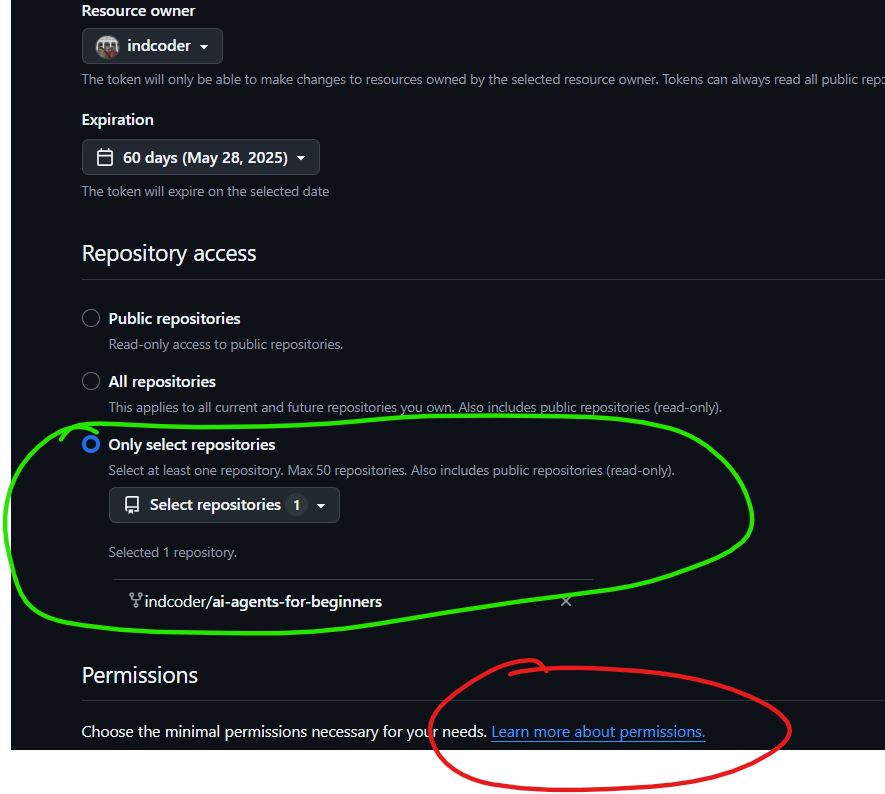 Resource owner
indcoder
The token will only be able to make changes to resources owned by the selected resource owner. Tokens can always read all public
Expiration
60 days (May 28, 2025)
The token will expire on the selected date
Repository access
Public repositories
Read-only access to public repositories.
All repositories
This applies to all current and future repositories you own. Also includes public repositories (read-only).
Only select repositories
Select at least one repository. Max 50 repositories. Also includes public repositories (read-only).
Select repositories 1
Selected 1 repository.
indcoder/ai-agents-for-beginners
Permissions
Choose the minimal permissions necessary for your needs. Learn more about permissions.